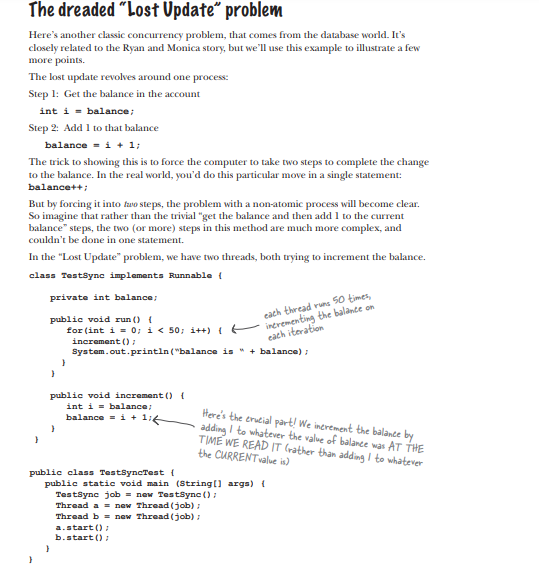 The dreaded "Lost Update" problem
Here's another classic concurrency problem, that comes from the database world. It's
closely related to the Ryan and Monica story, but we'll use this example to illustrate a few
more points.
The lost update revolves around one process:
Step 1: Get the balance in the account
int i = balance;
Step 2: Add 1 to that balance
balance = i + 1;
The trick to showing this is to force the computer to take two steps to complete the change
to the balance. In the real world, you'd do this particular move in a single statement:
balance++;
But by forcing it into two steps, the problem with a non-atomic process will become clear.
So imagine that rather than the trivial "get the balance and then add 1 to the current
balance" steps, the two (or more) steps in this method are much more complex, and
couldn't be done in one statement.
In the "Lost Update" problem, we have two threads, both trying to increment the balance.
class TestSync implements Runnable {
private int balance;
public void run() {
for(int i = 0; i < 50; i++) {
increment();
System.out.println("balance is " + balance);
}
}
each thread runs 50 times,
incrementing the balance on
each iteration
public void increment() {
int i = balance;
balance = i + 1;
}
}
Here's the crucial part! We increment the balance by
adding 1 to whatever the value of balance was AT THE
TIME WE READ IT (rather than adding 1 to whatever
the CURRENT value is)
public class TestSyncTest {
public static void main (String[] args) {
TestSync job = new TestSync();
Thread a = new Thread(job);
Thread b = new Thread(job);
a.start();
b.start();
}
}